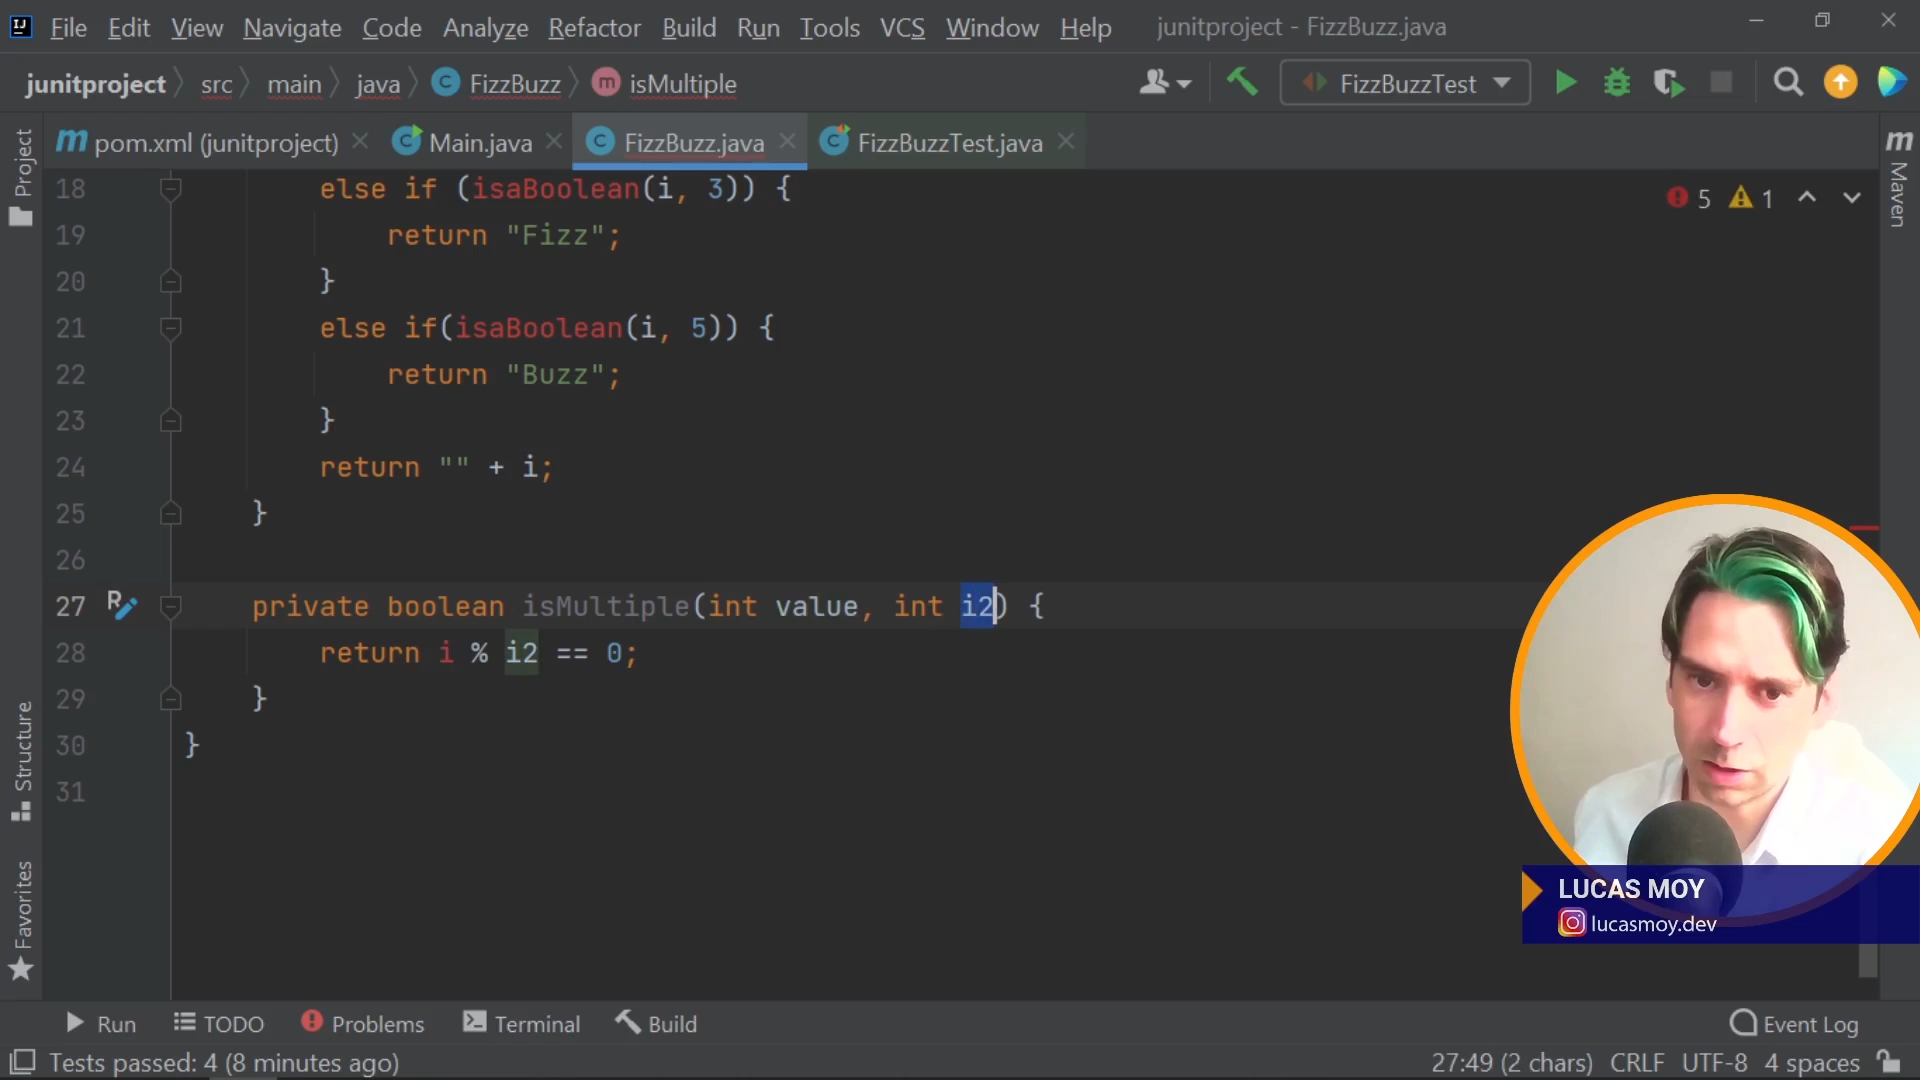 File Edit View Navigate Code Analyze Refactor Build Run Tools VCS Window Help junitproject - FizzBuzz.java
junitproject src main java FizzBuzz isMultiple FizzBuzzTest
pom.xml (junitproject) Main.java FizzBuzz.java FizzBuzzTest.java
Project
Structure
Favorites
Maven
5 1
18 else if (isaBoolean(i, 3)) {
19 return "Fizz";
20 }
21 else if(isaBoolean(i, 5)) {
22 return "Buzz";
23 }
24 return "" + i;
25 }
26
27 private boolean isMultiple(int value, int i2) {
28 return i % i2 == 0;
29 }
30 }
31
LUCAS MOY
lucasmoy.dev
Run TODO Problems Terminal Build Event Log
Tests passed: 4 (8 minutes ago) 27:49 (2 chars) CRLF UTF-8 4 spaces